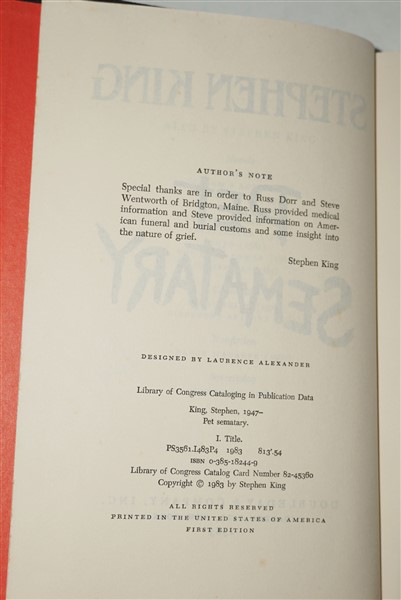 STEPHEN KING
SEMATARY
AUTHOR'S NOTE
Special thanks are in order to Russ Dorr and Steve
Wentworth of Bridgton, Maine. Russ provided medical
information and Steve provided information on Amer-
ican funeral and burial customs and some insight into
the nature of grief.
Stephen King
DESIGNED BY LAURENCE ALEXANDER
Library of Congress Cataloging in Publication Data
King, Stephen, 1947–
Pet sematary.
I. Title.
PS3561.I483P4 1983 813'.54
ISBN 0-385-18244-9
Library of Congress Catalog Card Number 82-45360
Copyright © 1983 by Stephen King
ALL RIGHTS RESERVED
PRINTED IN THE UNITED STATES OF AMERICA
FIRST EDITION